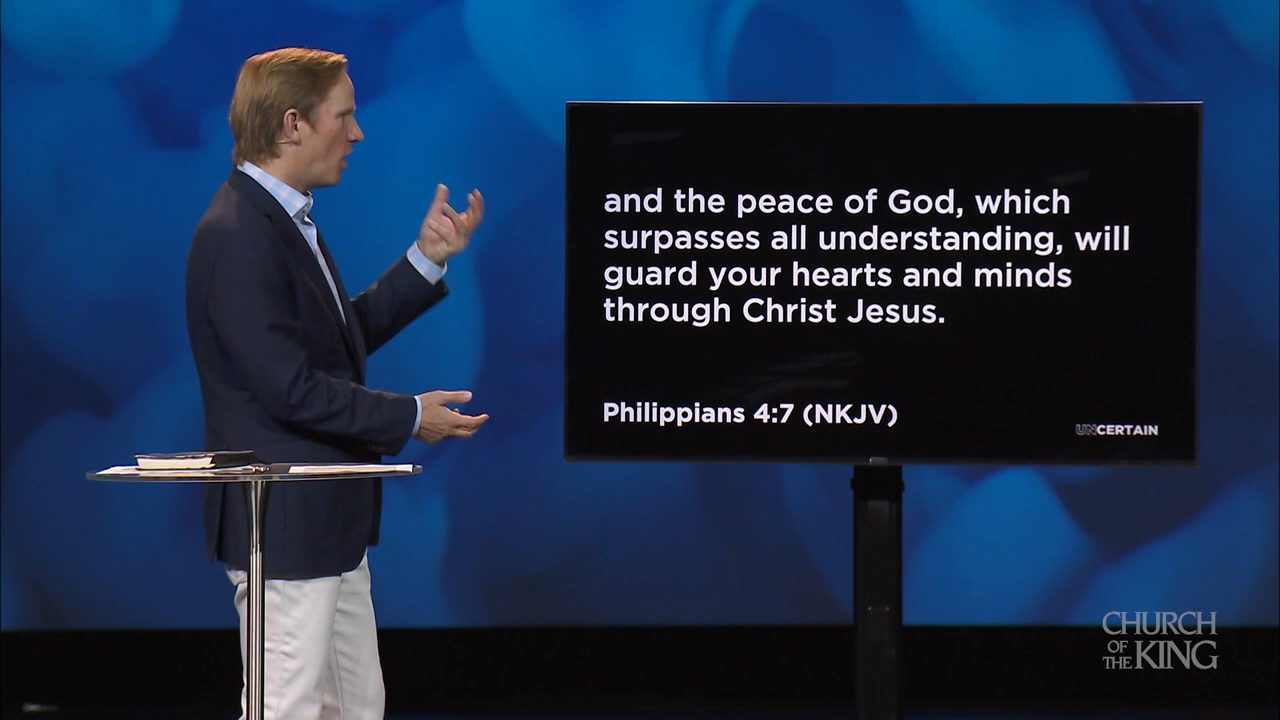 and the peace of God, which
surpasses all understanding, will
guard your hearts and minds
through Christ Jesus.
Philippians 4:7 (NKJV)
UNCERTAIN
CHURCH
OF
THE KING